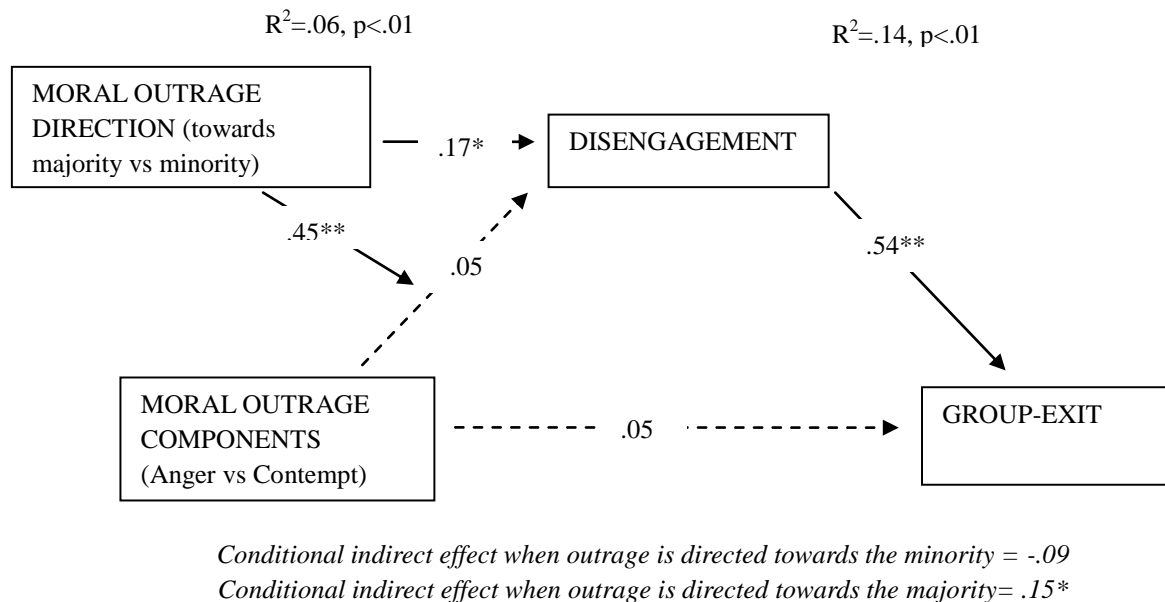 R²=.06, p<.01
R²=.14, p<.01
MORAL OUTRAGE
DIRECTION (towards
majority vs minority)
.17*
DISENGAGEMENT
.45**
.05
.54**
MORAL OUTRAGE
COMPONENTS
(Anger vs Contempt)
.05
GROUP-EXIT
Conditional indirect effect when outrage is directed towards the minority = -.09
Conditional indirect effect when outrage is directed towards the majority= .15*